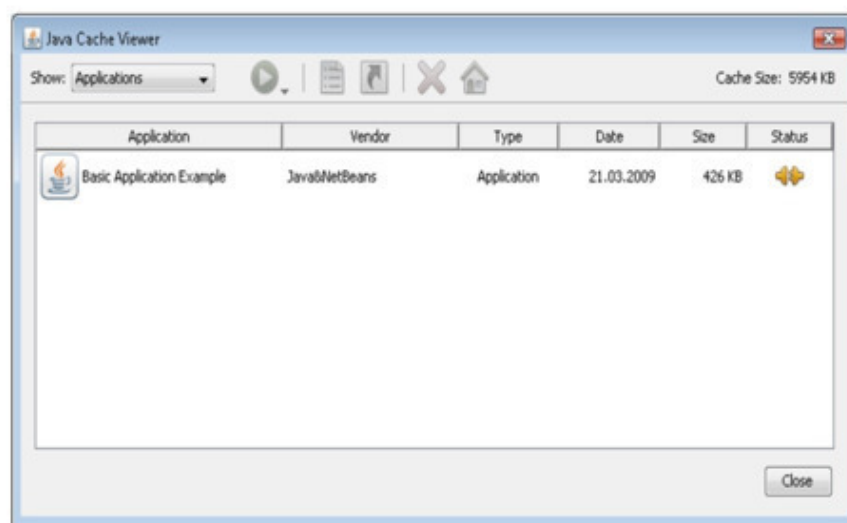 Java Cache Viewer
Show: Applications
Cache Size: 5954 KB
Application Vendor Type Date Size Status
Basic Application Example Java&NetBeans Application 21.03.2009 426 KB
Close